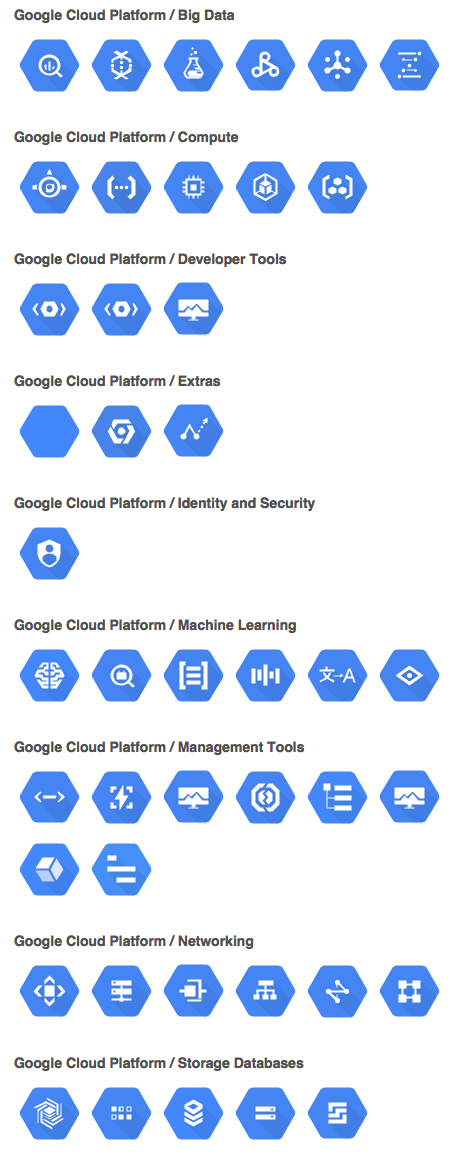 Google Cloud Platform / Big Data
Google Cloud Platform / Compute
Google Cloud Platform / Developer Tools
Google Cloud Platform / Extras
Google Cloud Platform / Identity and Security
Google Cloud Platform / Machine Learning
文→A
Google Cloud Platform / Management Tools
Google Cloud Platform / Networking
Google Cloud Platform / Storage Databases